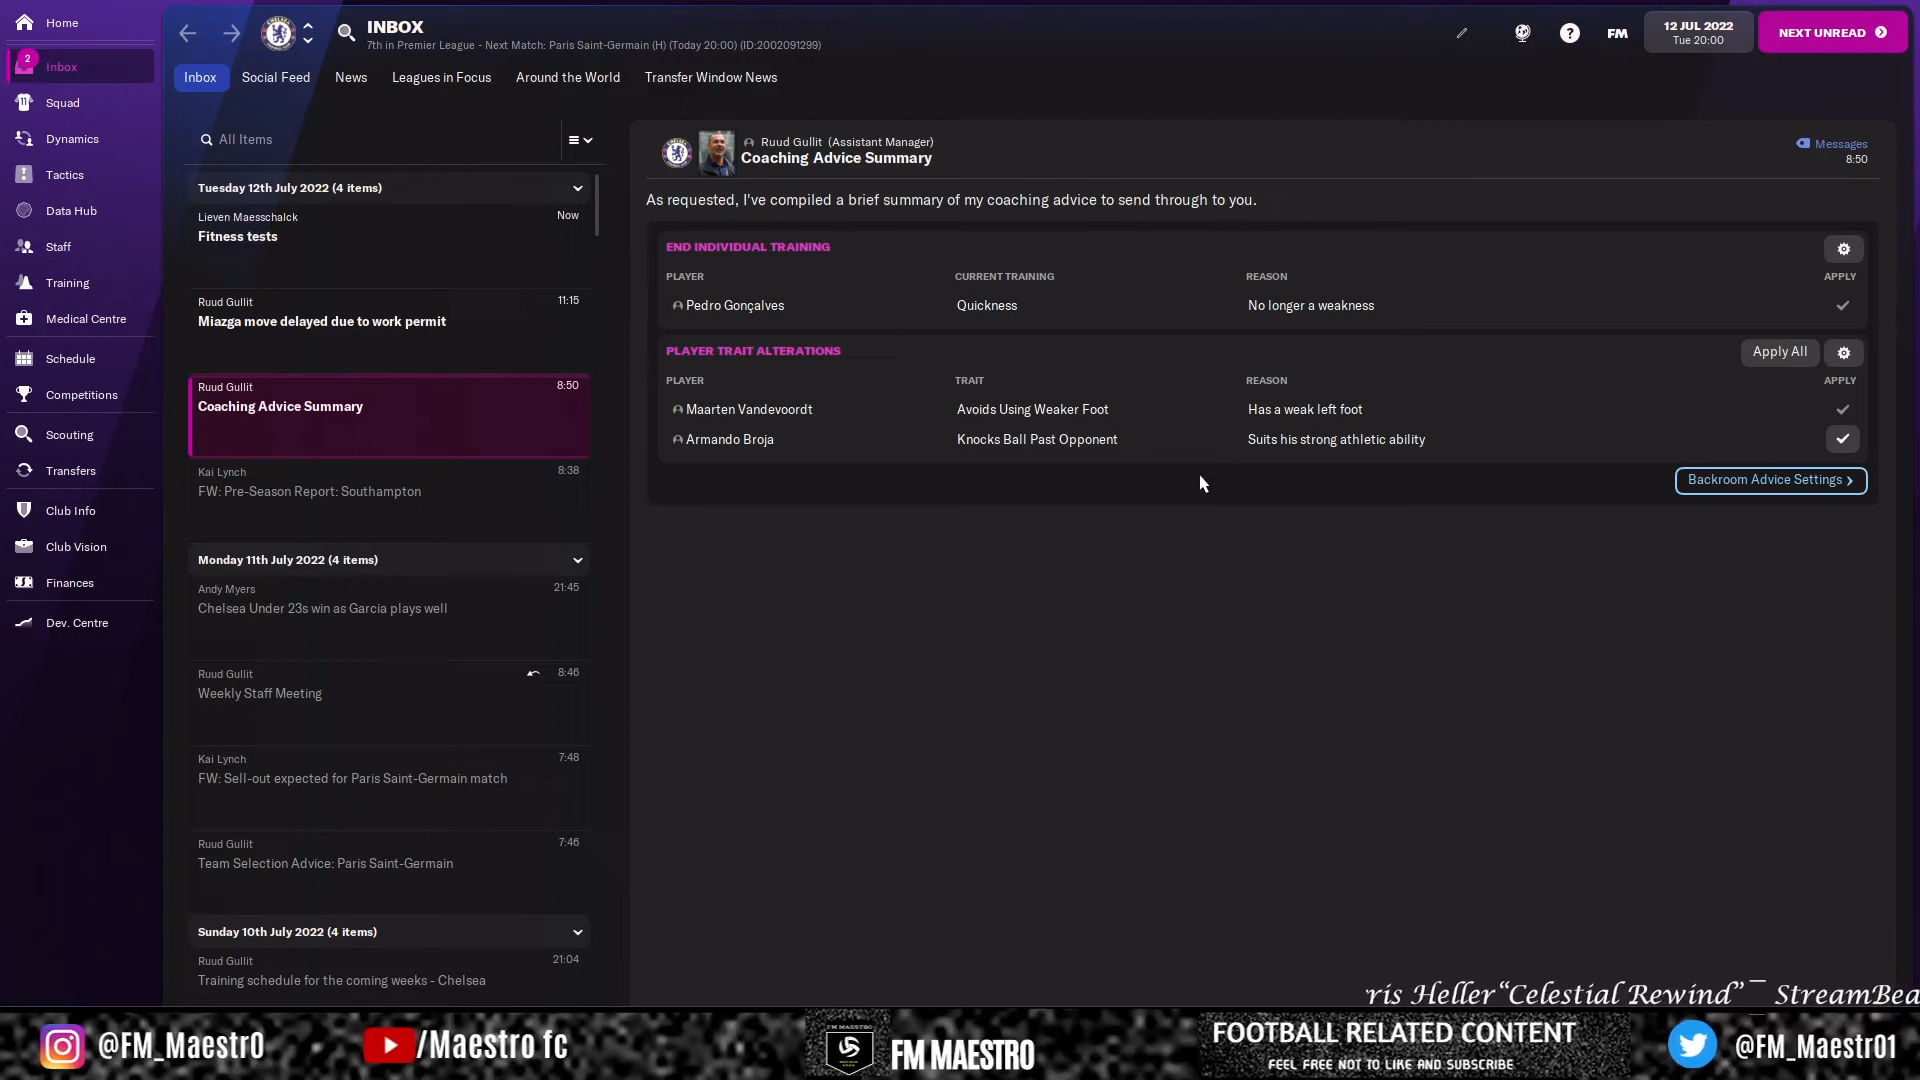 Home
2
Inbox
Squad
Dynamics
Tactics
Data Hub
Staff
Training
Medical Centre
Schedule
Competitions
Scouting
Transfers
Club Info
Club Vision
Finances
Dev. Centre
INBOX
7th in Premier League - Next Match: Paris Saint-Germain (H) (Today 20:00) (ID:2002091299)
FM
12 JUL 2022
Tue 20:00
NEXT UNREAD
Inbox Social Feed News Leagues in Focus Around the World Transfer Window News
All Items
Tuesday 12th July 2022 (4 items)
Lieven Maesschalck Now
Fitness tests
Ruud Gullit 11:15
Miazga move delayed due to work permit
Ruud Gullit 8:50
Coaching Advice Summary
Kai Lynch 8:38
FW: Pre-Season Report: Southampton
Monday 11th July 2022 (4 items)
Andy Myers 21:45
Chelsea Under 23s win as Garcia plays well
Ruud Gullit 8:46
Weekly Staff Meeting
Kai Lynch 7:48
FW: Sell-out expected for Paris Saint-Germain match
Ruud Gullit 7:46
Team Selection Advice: Paris Saint-Germain
Sunday 10th July 2022 (4 items)
Ruud Gullit 21:04
Training schedule for the coming weeks - Chelsea
Ruud Gullit (Assistant Manager)
Coaching Advice Summary
Messages
8:50
As requested, I've compiled a brief summary of my coaching advice to send through to you.
END INDIVIDUAL TRAINING
PLAYER CURRENT TRAINING REASON APPLY
Pedro Gonçalves Quickness No longer a weakness
PLAYER TRAIT ALTERATIONS Apply All
PLAYER TRAIT REASON APPLY
Maarten Vandevoordt Avoids Using Weaker Foot Has a weak left foot
Armando Broja Knocks Ball Past Opponent Suits his strong athletic ability
Backroom Advice Settings
ris Heller "Celestial Rewind" — StreamBea
@FM_Maestr0
/Maestro fc
FM MAESTRO
FM MAESTRO
FOOTBALL RELATED CONTENT
FEEL FREE NOT TO LIKE AND SUBSCRIBE
@FM_Maestr01